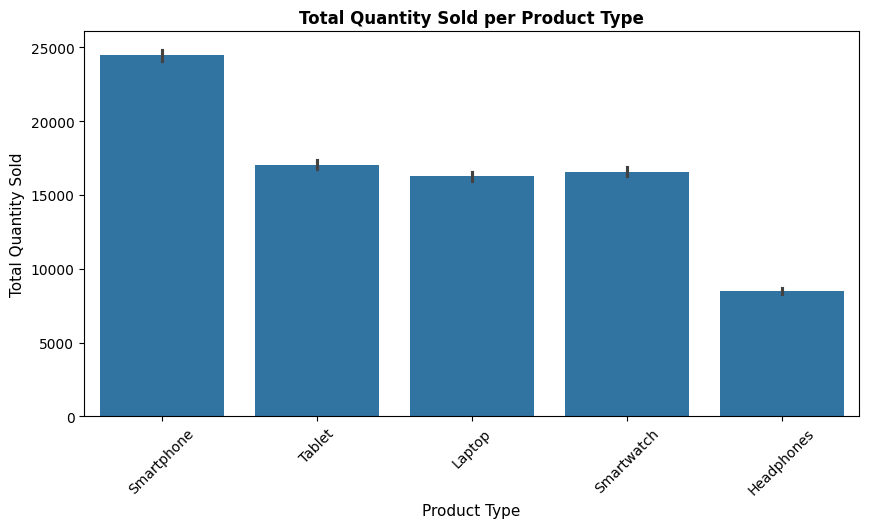 Total Quantity Sold per Product Type
Total Quantity Sold
25000
20000
15000
10000
5000
0
Smartphone
Tablet
Laptop
Smartwatch
Headphones
Product Type